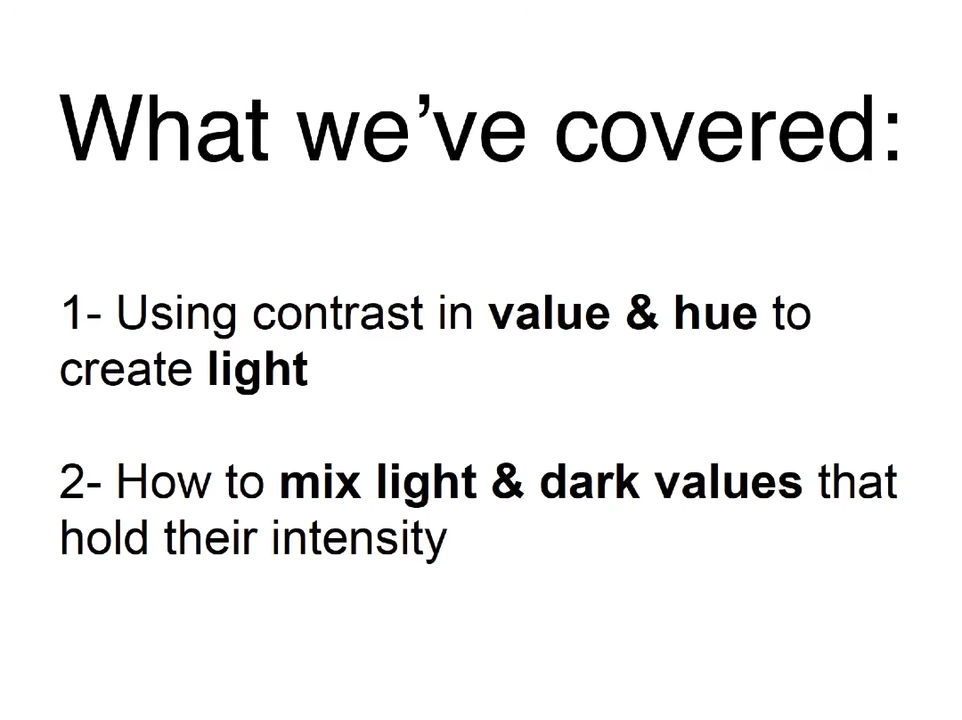 What we’ve covered:
1- Using contrast in value & hue to
create light
2- How to mix light & dark values that
hold their intensity